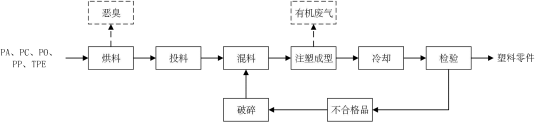 恶臭
有机废气
PA、PC、PO、
PP、TPE
烘料
投料
混料
注塑成型
冷却
检验
塑料零件
破碎
不合格品